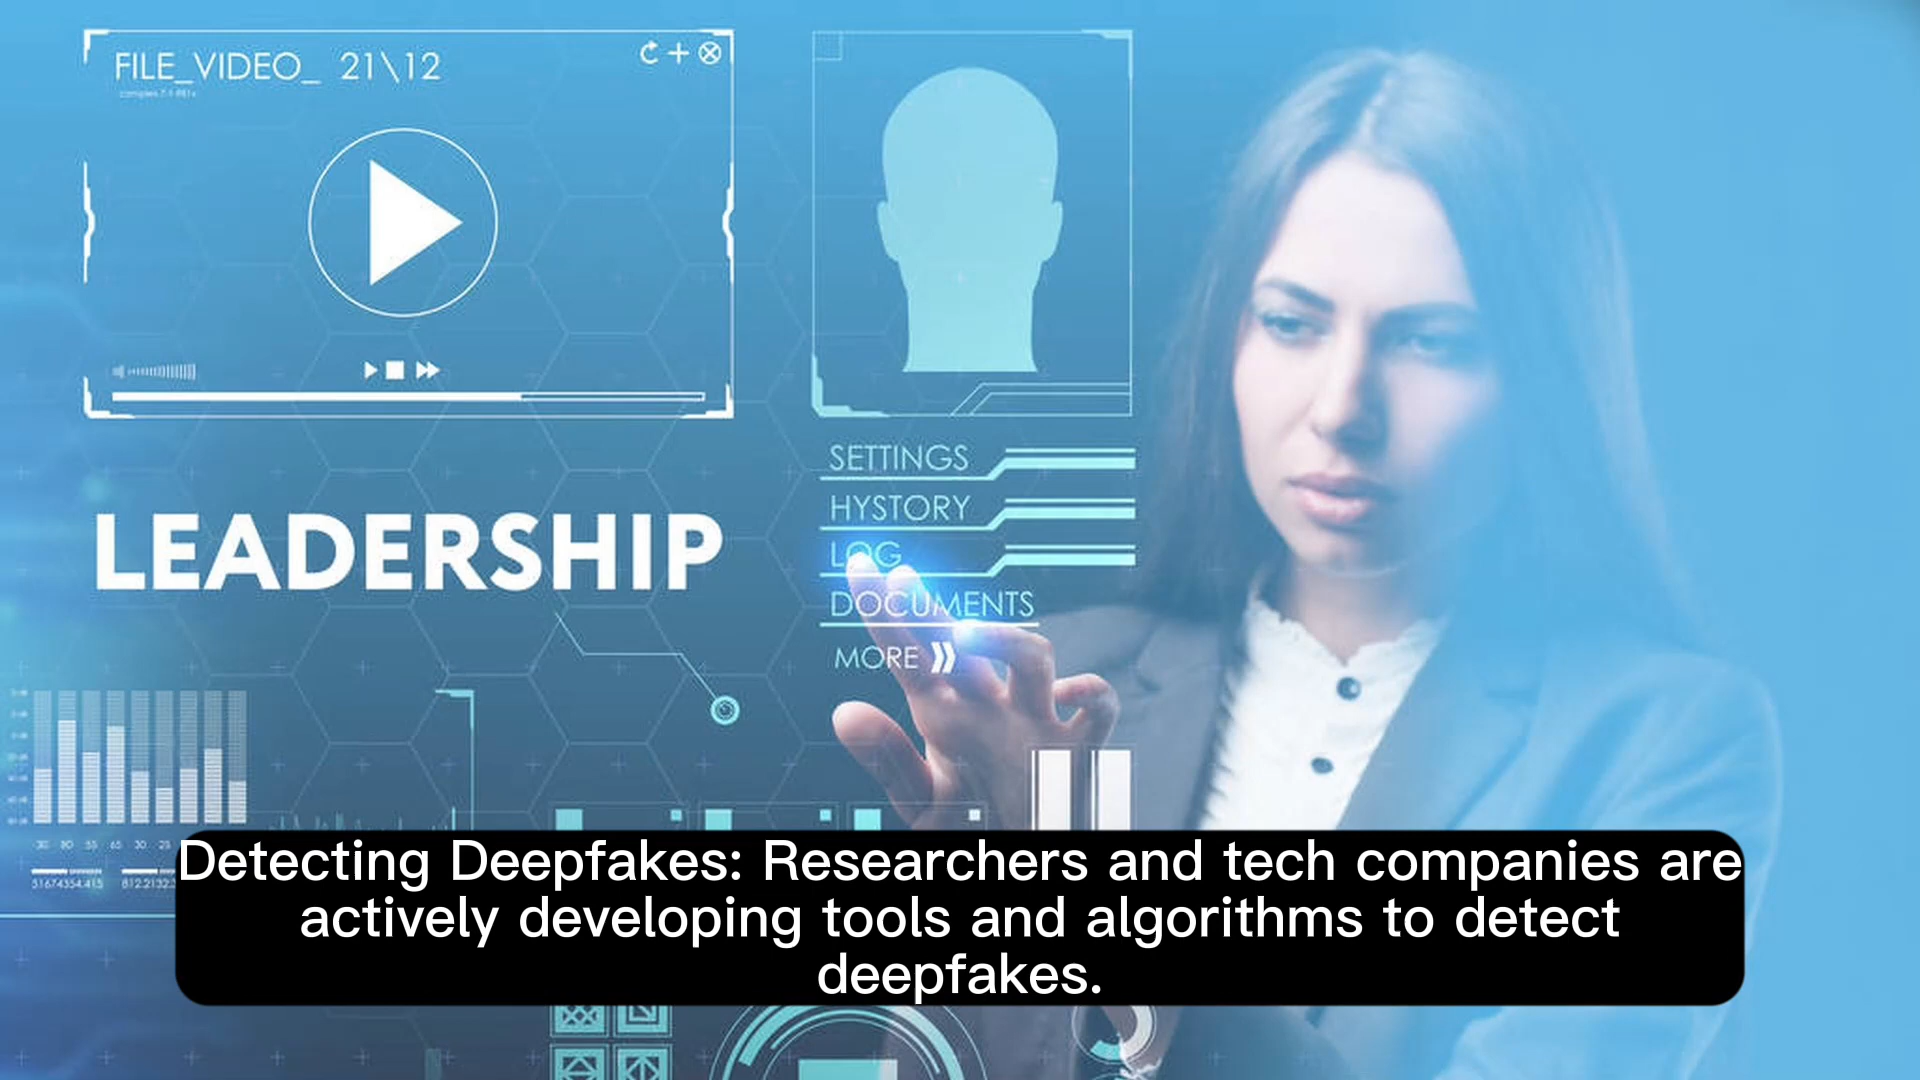 FILE_VIDEO_ 21\12
SETTINGS
HYSTORY
LOG
DOCUMENTS
MORE
LEADERSHIP
Detecting Deepfakes: Researchers and tech companies are
actively developing tools and algorithms to detect
deepfakes.